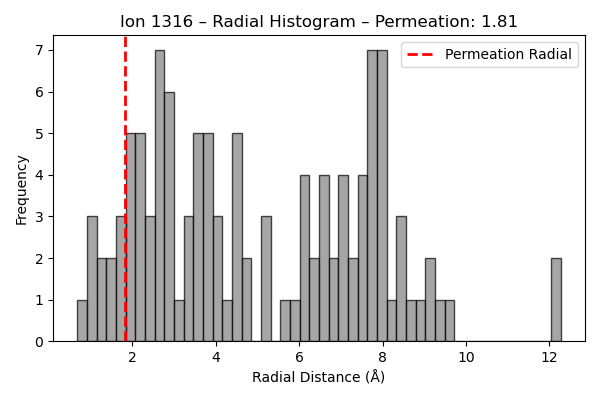 Ion 1316 – Radial Histogram – Permeation: 1.81
Permeation Radial
Frequency
7
6
5
4
3
2
1
0
2 4 6 8 10 12
Radial Distance (Å)